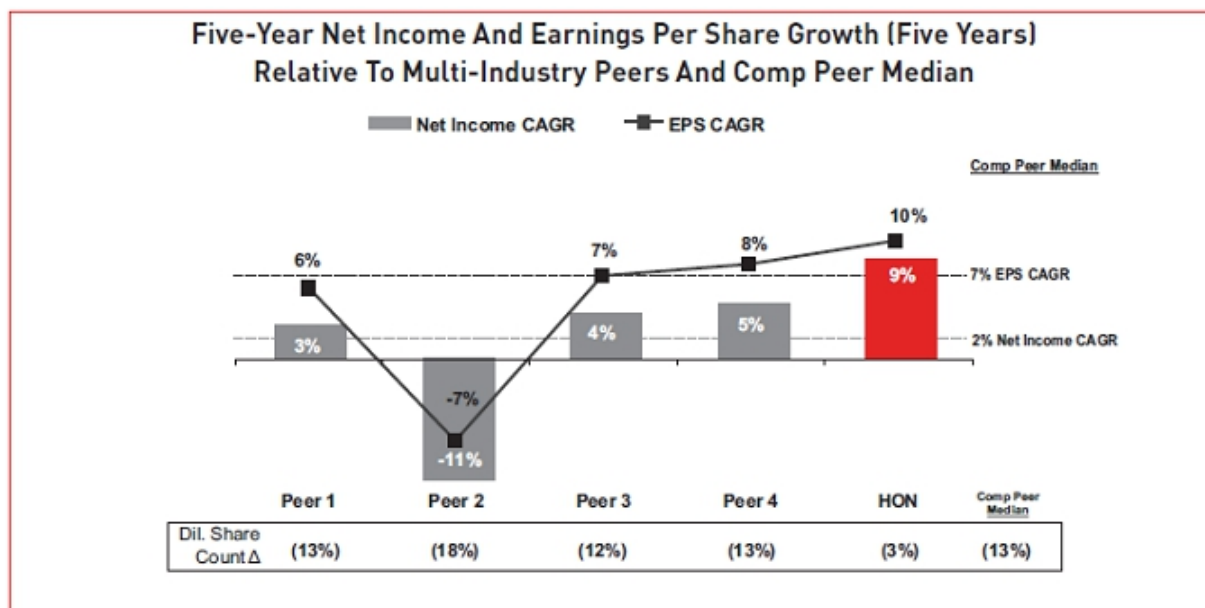 Five-Year Net Income And Earnings Per Share Growth (Five Years)
Relative To Multi-Industry Peers And Comp Peer Median
Net Income CAGR EPS CAGR
Comp Peer Median
10%
8%
7%
6%
7% EPS CAGR
9%
5%
4%
3%
2% Net Income CAGR
-7%
-11%
Peer 1 Peer 2 Peer 3 Peer 4 HON Comp Peer
Median
Dil. Share
Count Δ (13%) (18%) (12%) (13%) (3%) (13%)